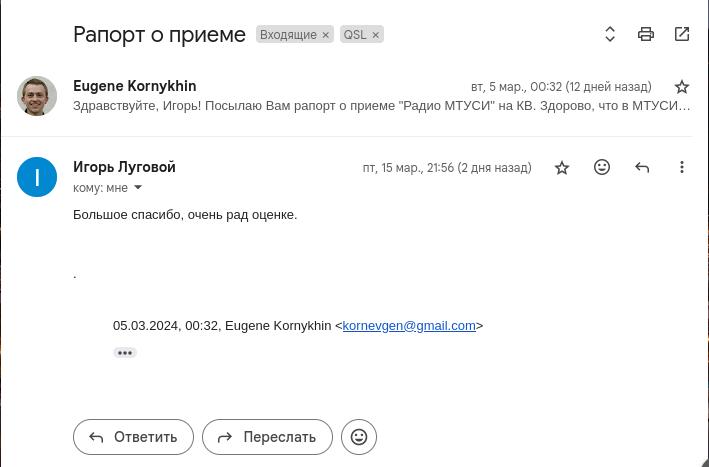 Рапорт о приеме Входящие × QSL ×
Eugene Kornykhin вт, 5 мар., 00:32 (12 дней назад)
Здравствуйте, Игорь! Посылаю Вам рапорт о приеме "Радио МТУСИ" на КВ. Здорово, что в МТУСИ…
I
Игорь Луговой пт, 15 мар., 21:56 (2 дня назад)
кому: мне
Большое спасибо, очень рад оценке.
.
05.03.2024, 00:32, Eugene Kornykhin <kornevgen@gmail.com>
•••
Ответить Переслать